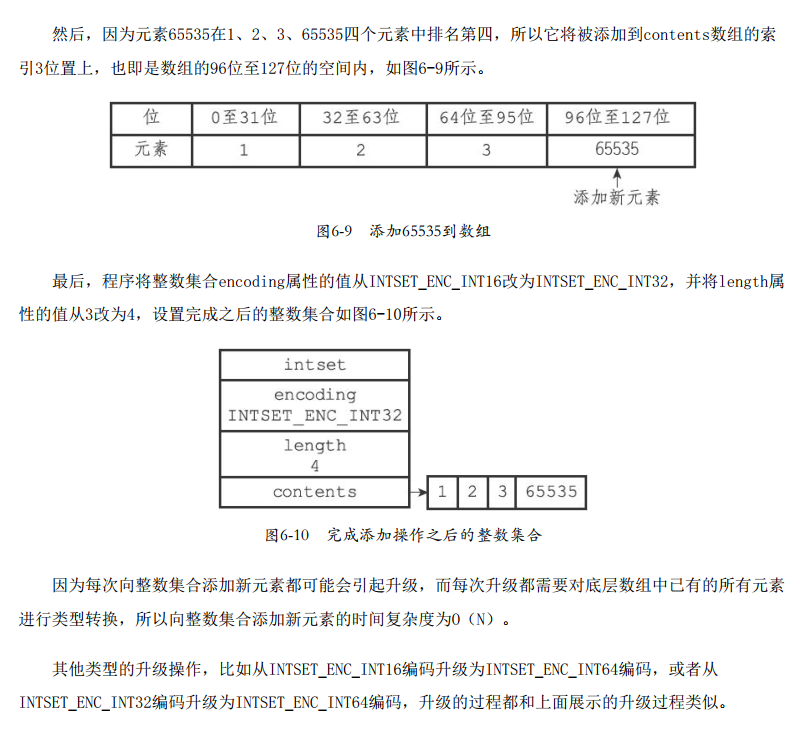 然后，因为元素65535在1、2、3、65535四个元素中排名第四，所以它将被添加到contents数组的索
引3位置上，也即是数组的96位至127位的空间内，如图6-9所示。
位 0至31位 32至63位 64位至95位 96位至127位
元素 1 2 3 65535
添加新元素
图6-9 添加65535到数组
最后，程序将整数集合encoding属性的值从INTSET_ENC_INT16改为INTSET_ENC_INT32，并将length属
性的值从3改为4，设置完成之后的整数集合如图6-10所示。
intset
encoding
INTSET_ENC_INT32
length
4
contents 1 2 3 65535
图6-10 完成添加操作之后的整数集合
因为每次向整数集合添加新元素都可能会引起升级，而每次升级都需要对底层数组中已有的所有元素
进行类型转换，所以向整数集合添加新元素的时间复杂度为O（N）。
其他类型的升级操作，比如从INTSET_ENC_INT16编码升级为INTSET_ENC_INT64编码，或者从
INTSET_ENC_INT32编码升级为INTSET_ENC_INT64编码，升级的过程都和上面展示的升级过程类似。